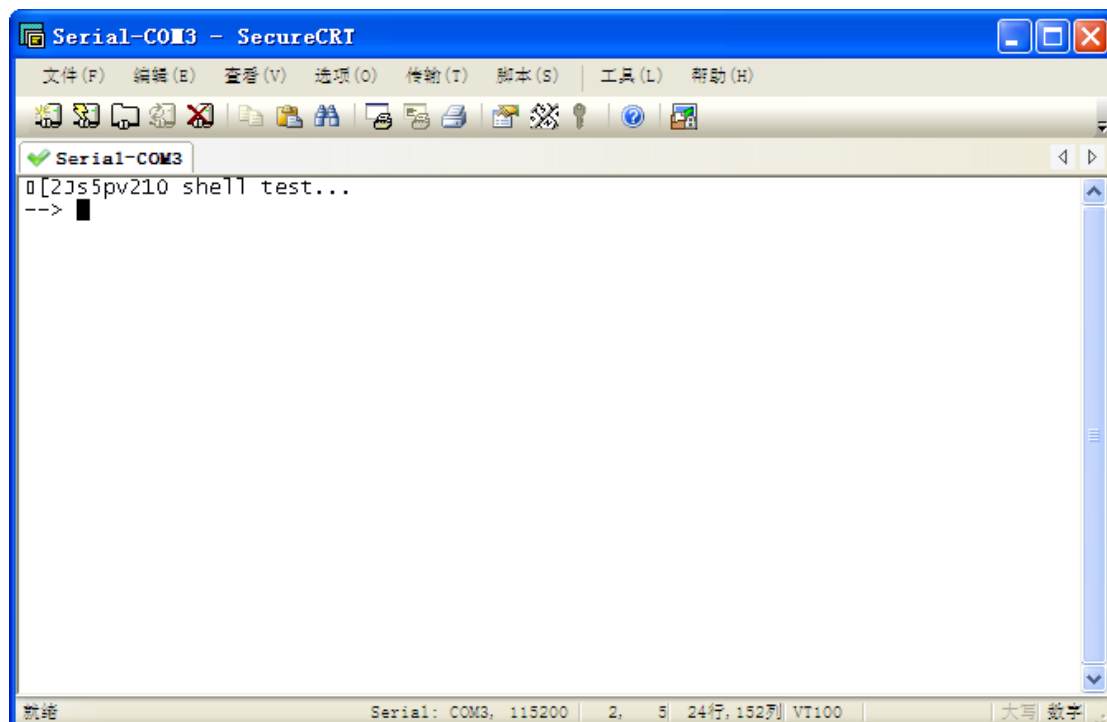 Serial-COM3 - SecureCRT
文件(F) 编辑(E) 查看(V) 选项(O) 传输(T) 脚本(S) 工具(L) 帮助(H)
Serial-COM3
[2Js5pv210 shell test...
-->
就绪 Serial: COM3, 115200 2, 5 24行,152列 VT100 大写 数字